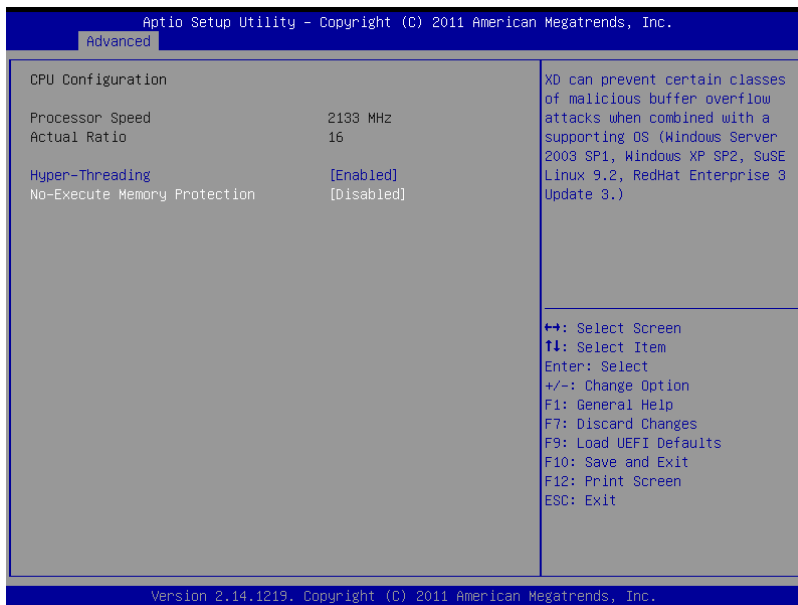 Aptio Setup Utility – Copyright (C) 2011 American Megatrends, Inc.
Advanced
CPU Configuration
Processor Speed 2133 MHz
Actual Ratio 16
Hyper-Threading [Enabled]
No-Execute Memory Protection [Disabled]
XD can prevent certain classes
of malicious buffer overflow
attacks when combined with a
supporting OS (Windows Server
2003 SP1, Windows XP SP2, SuSE
Linux 9.2, RedHat Enterprise 3
Update 3.)
↔: Select Screen
↑↓: Select Item
Enter: Select
+/-: Change Option
F1: General Help
F7: Discard Changes
F9: Load UEFI Defaults
F10: Save and Exit
F12: Print Screen
ESC: Exit
Version 2.14.1219. Copyright (C) 2011 American Megatrends, Inc.